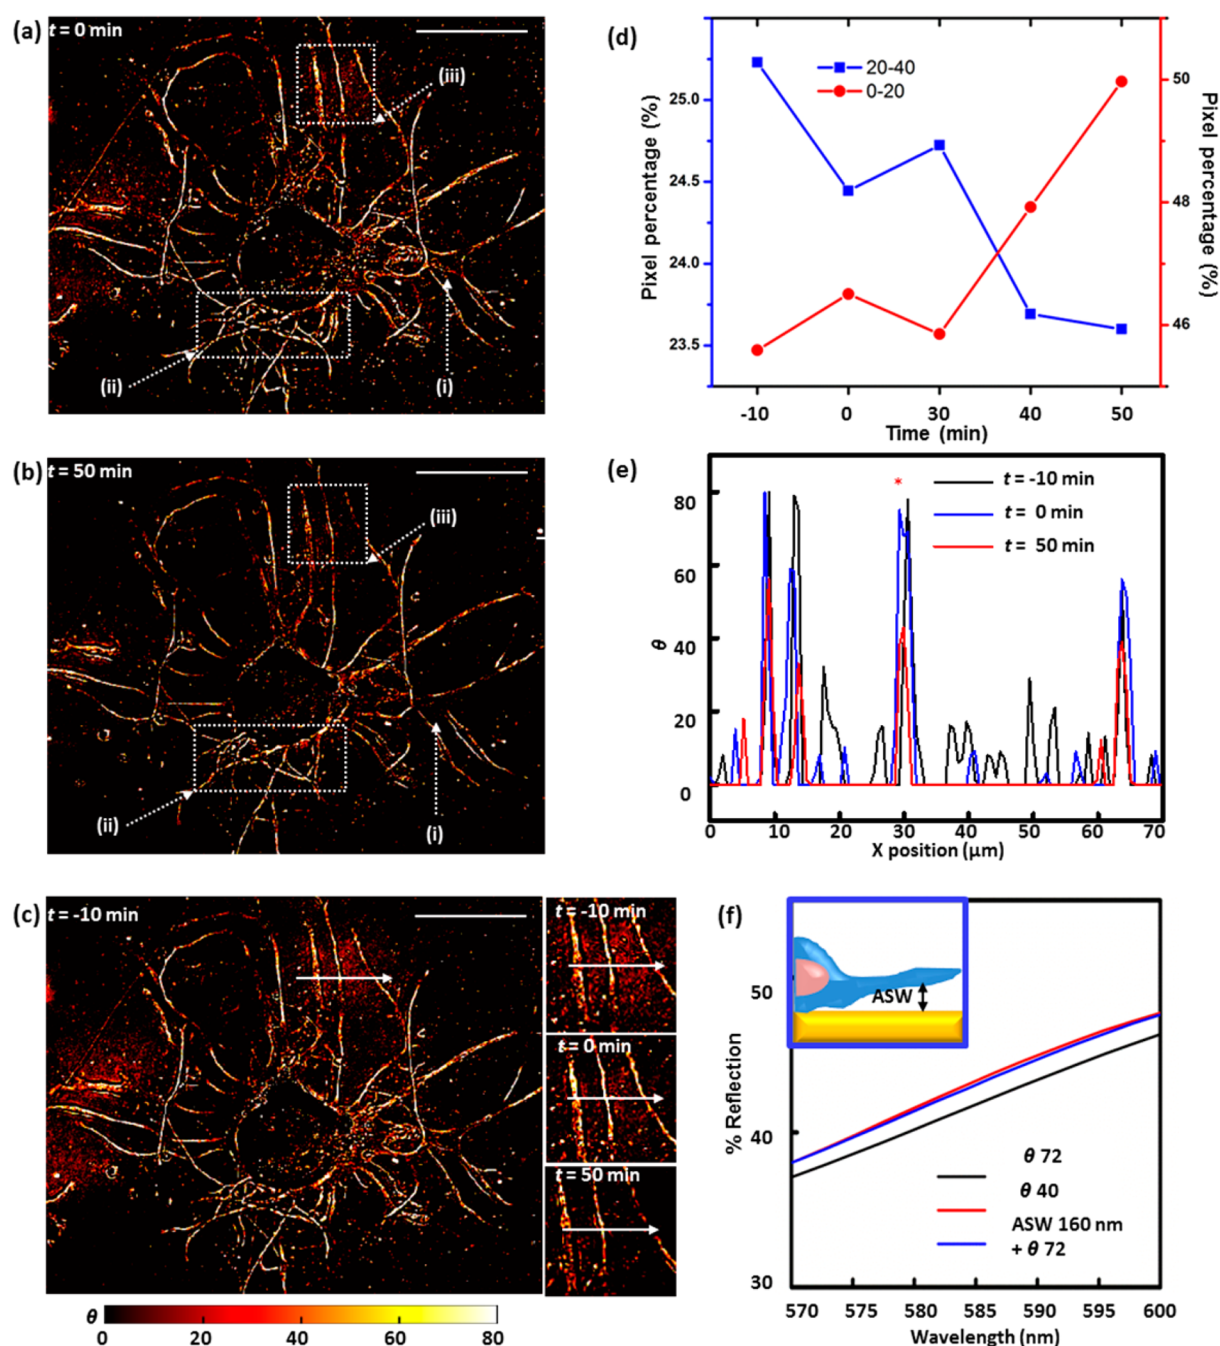 (a)
t = 0 min
(iii)
(ii)
(i)
(b)
t = 50 min
(iii)
(ii)
(i)
(c)
t = -10 min
t = -10 min
t = 0 min
t = 50 min
θ
0 20 40 60 80
(d)
20-40
0-20
Pixel percentage (%)
25.0
24.5
24.0
23.5
50
48
46
Pixel percentage (%)
-10 0 30 40 50
Time (min)
(e)
*
t = -10 min
t = 0 min
t = 50 min
θ
80
60
40
20
0
0 10 20 30 40 50 60 70
X position (μm)
(f)
ASW
% Reflection
50
40
30
θ 72
θ 40
ASW 160 nm
+ θ 72
570 575 580 585 590 595 600
Wavelength (nm)